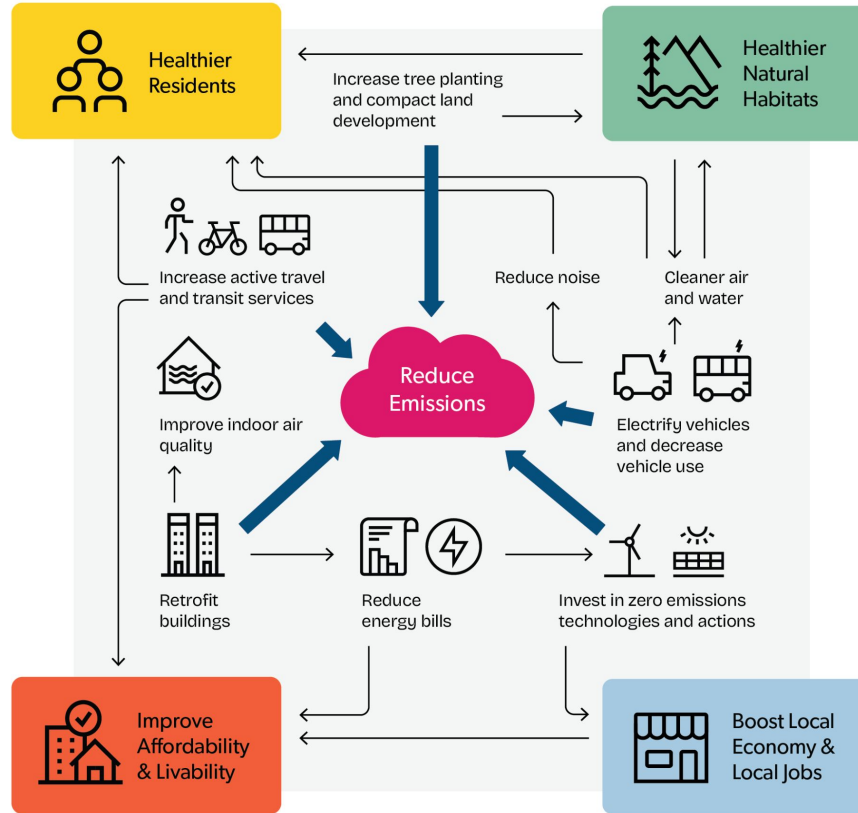 Healthier
Residents
Increase tree planting
and compact land
development
Healthier
Natural
Habitats
Increase active travel
and transit services
Reduce noise
Cleaner air
and water
Reduce
Emissions
Improve indoor air
quality
Electrify vehicles
and decrease
vehicle use
Retrofit
buildings
Reduce
energy bills
Invest in zero emissions
technologies and actions
Improve
Affordability
& Livability
Boost Local
Economy &
Local Jobs